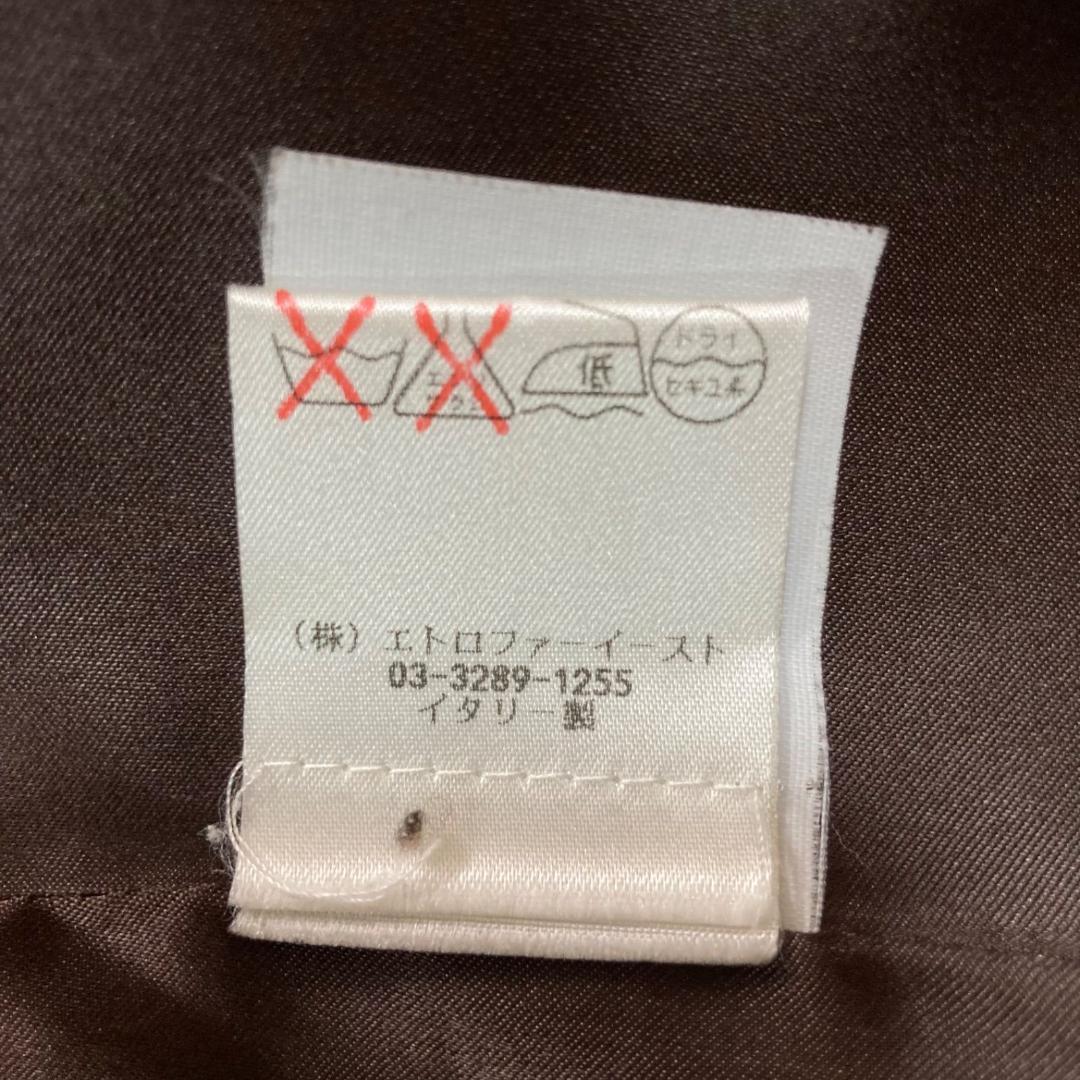 低
ドライ
セキユ系
（株）エトロファーイースト
03-3289-1255
イタリー製